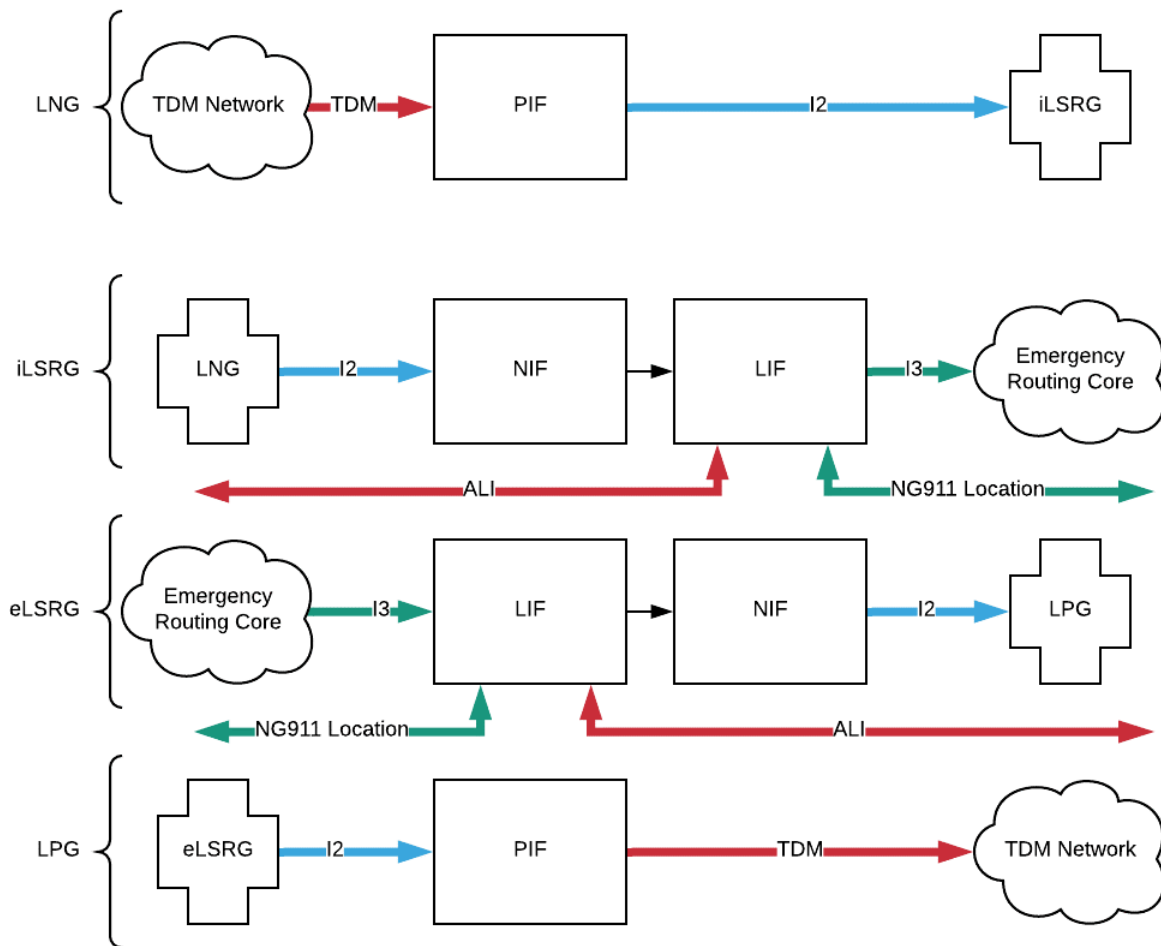 LNG
TDM Network
TDM
PIF
I2
iLSRG
iLSRG
LNG
I2
NIF
LIF
I3
Emergency
Routing Core
ALI
NG911 Location
eLSRG
Emergency
Routing Core
I3
LIF
NIF
I2
LPG
NG911 Location
ALI
LPG
eLSRG
I2
PIF
TDM
TDM Network